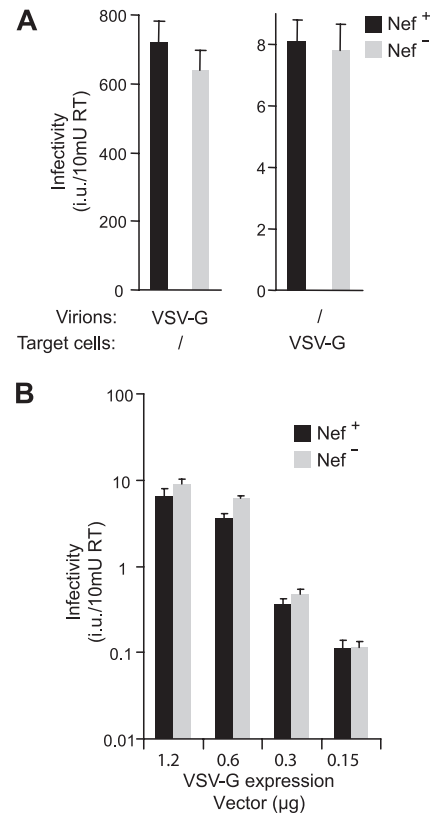 A
Nef +
Nef −
Infectivity
(i.u./10mU RT)
800
600
400
200
0
8
6
4
2
0
Virions: VSV-G /
Target cells: / VSV-G
B
Nef +
Nef −
Infectivity
(i.u./10mU RT)
100
10
1
0.1
0.01
1.2 0.6 0.3 0.15
VSV-G expression
Vector (µg)